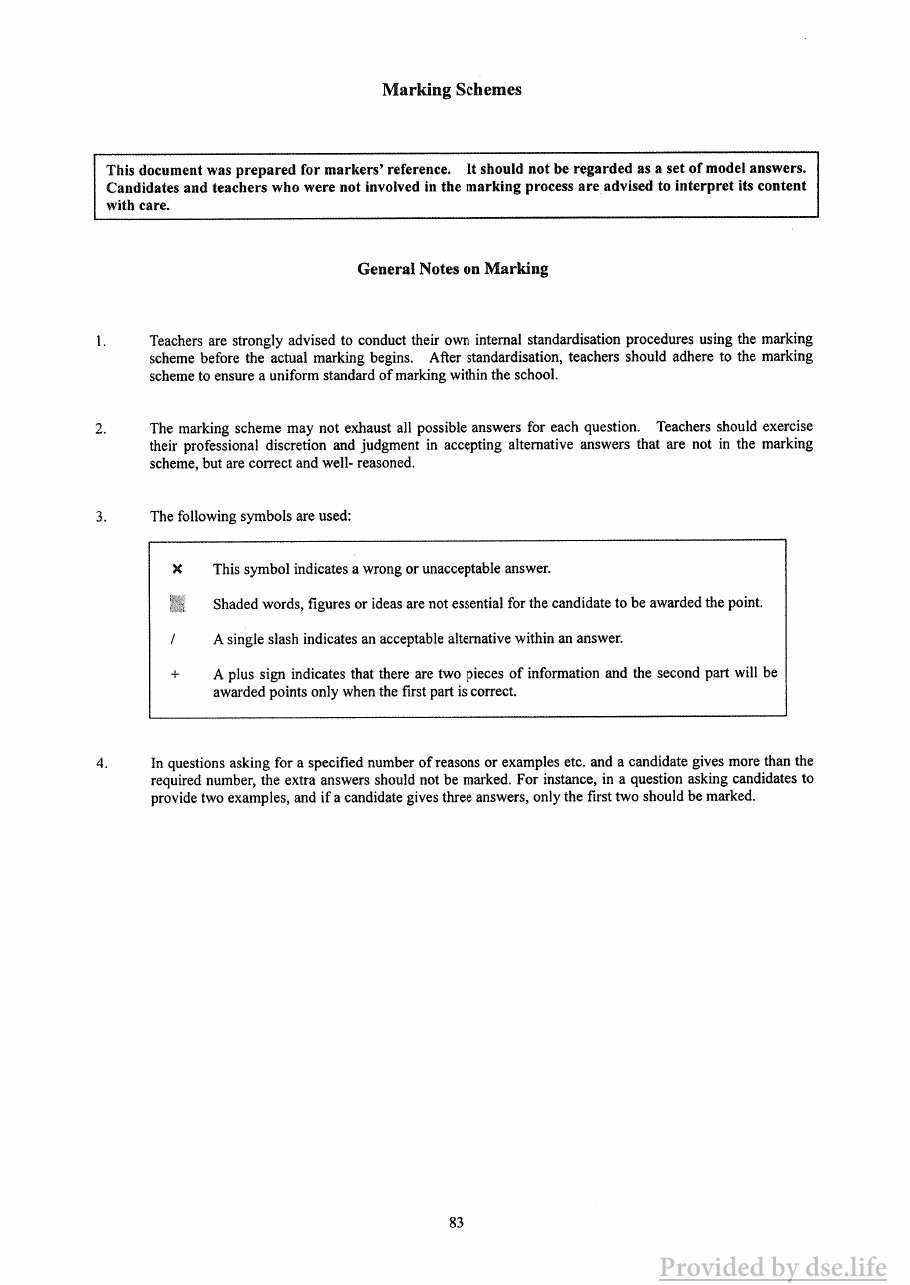 Marking Schemes
This document was prepared for markers' reference. It should not be regarded as a set of model answers.
Candidates and teachers who were not involved in the marking process are advised to interpret its content
with care.
General Notes on Marking
1. Teachers are strongly advised to conduct their own internal standardisation procedures using the marking
scheme before the actual marking begins. After standardisation, teachers should adhere to the marking
scheme to ensure a uniform standard of marking within the school.
2. The marking scheme may not exhaust all possible answers for each question. Teachers should exercise
their professional discretion and judgment in accepting alternative answers that are not in the marking
scheme, but are correct and well- reasoned.
3. The following symbols are used:
× This symbol indicates a wrong or unacceptable answer.
Shaded words, figures or ideas are not essential for the candidate to be awarded the point.
/ A single slash indicates an acceptable alternative within an answer.
+ A plus sign indicates that there are two pieces of information and the second part will be
awarded points only when the first part is correct.
4. In questions asking for a specified number of reasons or examples etc. and a candidate gives more than the
required number, the extra answers should not be marked. For instance, in a question asking candidates to
provide two examples, and if a candidate gives three answers, only the first two should be marked.
83
Provided by dse.life